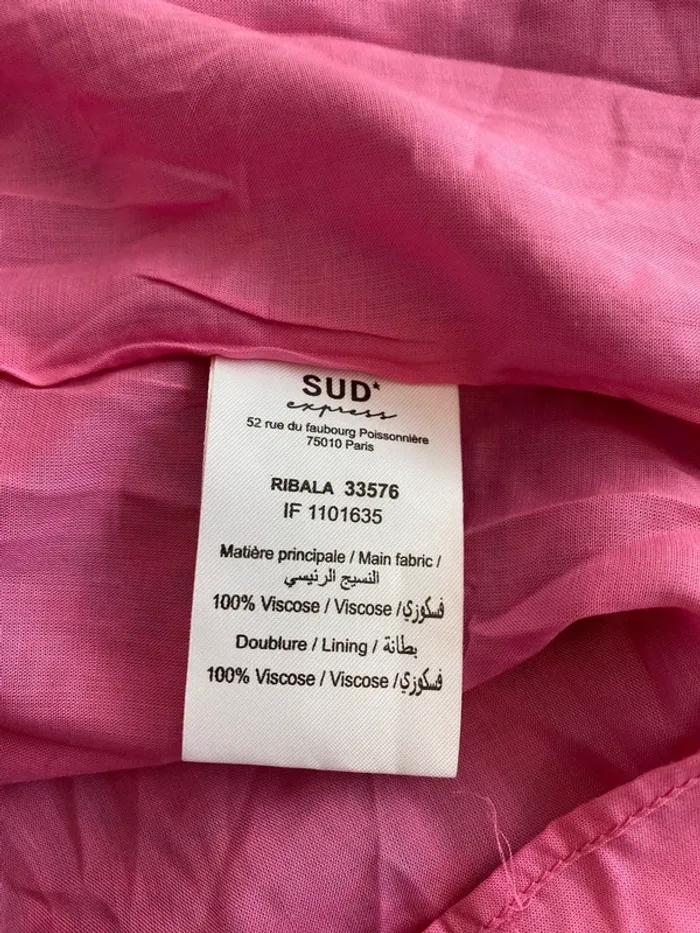 SUD*
express
52 rue du faubourg Poissonnière
75010 Paris
RIBALA 33576
IF 1101635
Matière principale / Main fabric /
النسيج الرئيسي
100% Viscose / Viscose /فسكوزي
Doublure / Lining / بطانة
100% Viscose / Viscose /فسكوزي